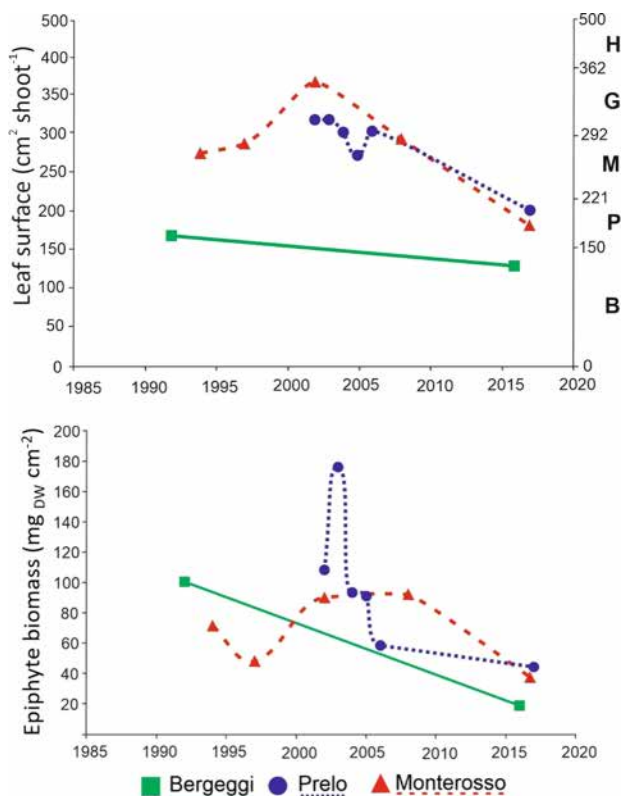 Leaf surface (cm² shoot⁻¹)
500
400
350
300
250
200
150
100
50
0
1985 1990 1995 2000 2005 2010 2015 2020
500
362
292
221
150
0
H
G
M
P
B
Epiphyte biomass (mg DW cm⁻²)
200
180
160
140
120
100
80
60
40
20
1985 1990 1995 2000 2005 2010 2015 2020
Bergeggi Prelo Monterosso